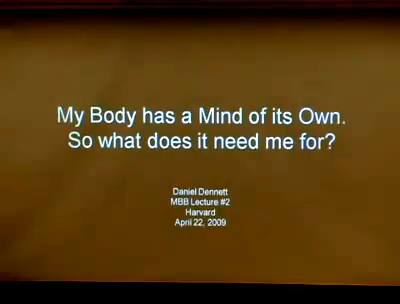 My Body has a Mind of its Own.
So what does it need me for?
Daniel Dennett
MBB Lecture #2
Harvard
April 22, 2009